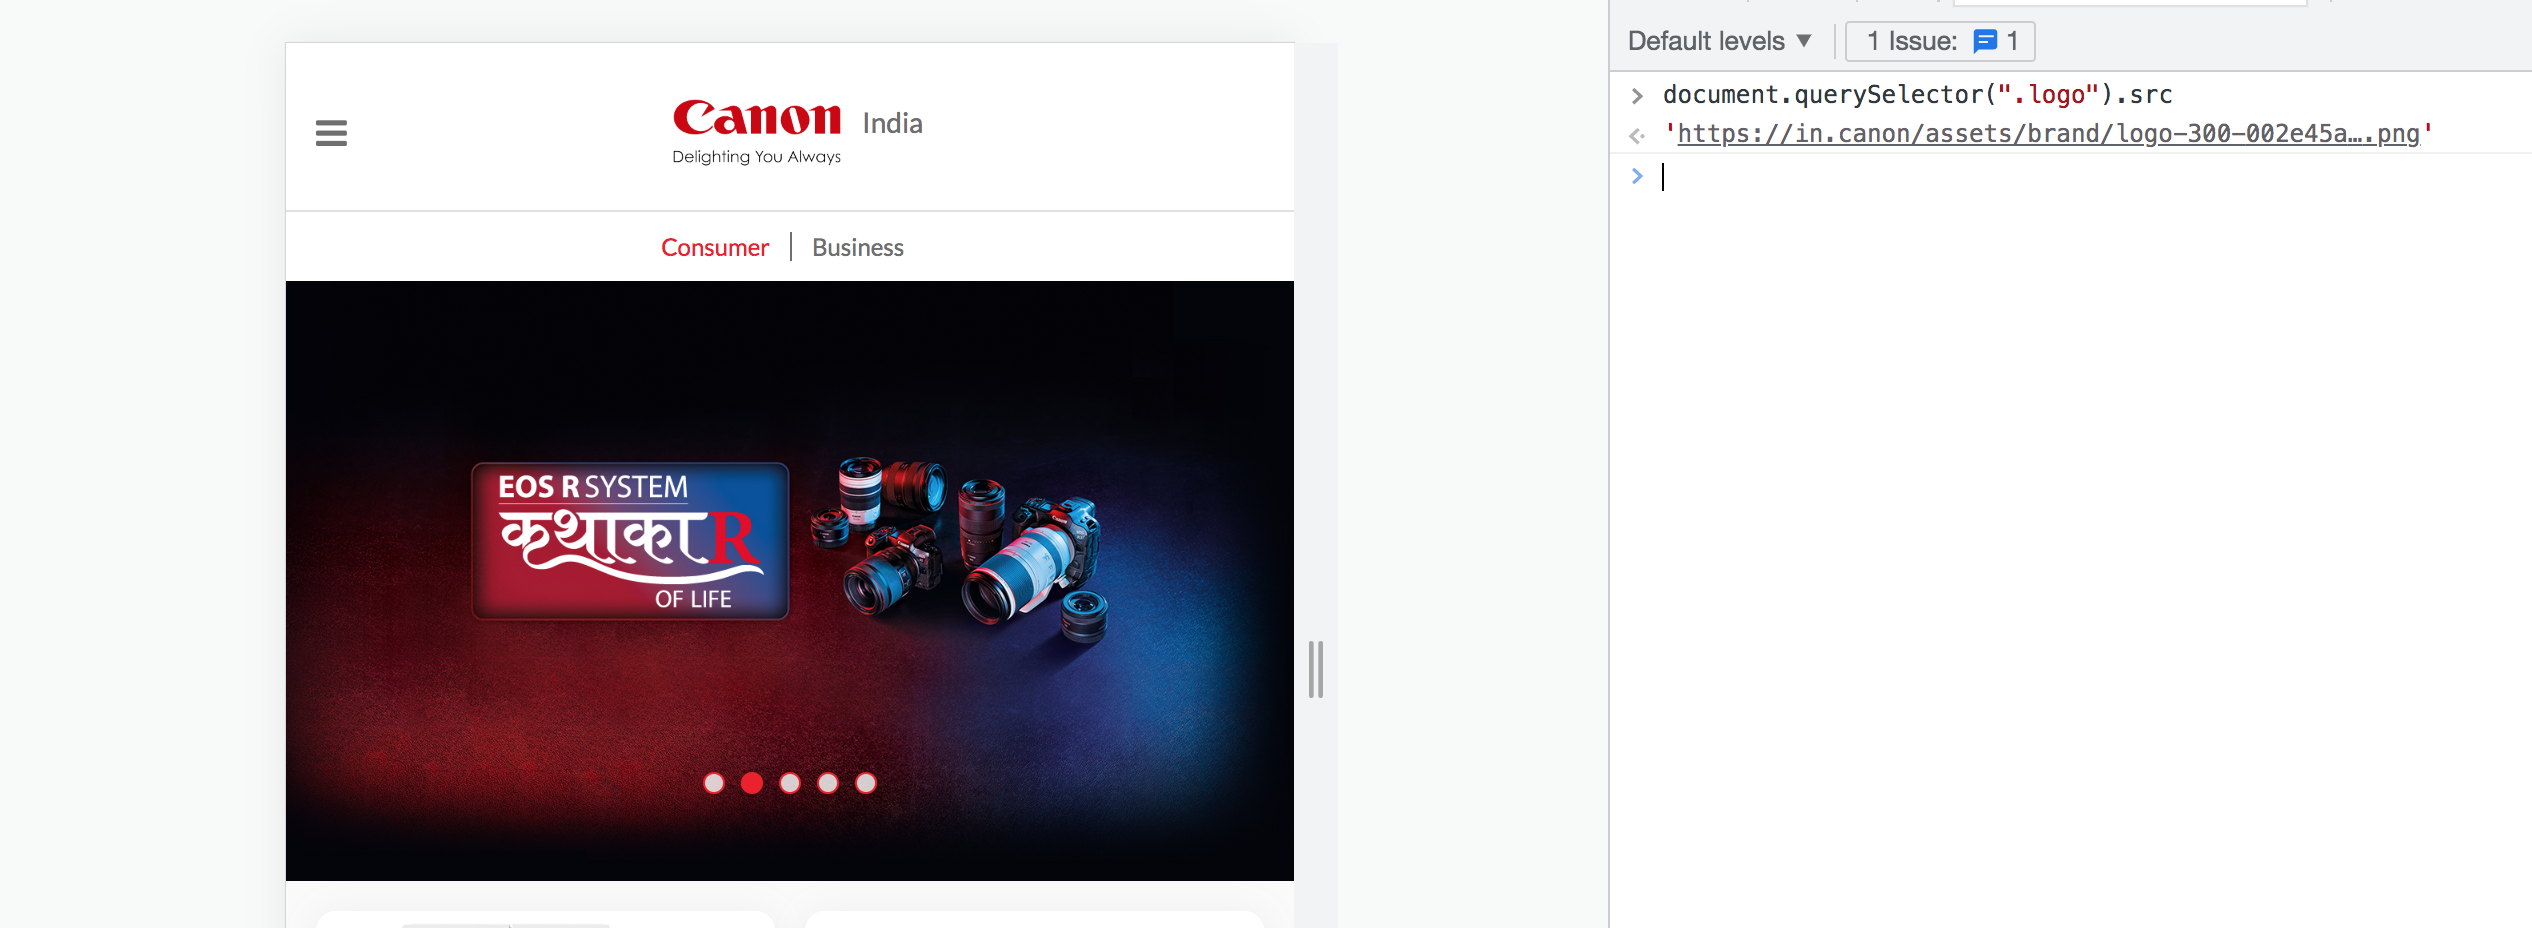 Canon India
Delighting You Always
Consumer | Business
EOS R SYSTEM
कथाकाR
OF LIFE
Default levels ▼ 1 Issue: 1
> document.querySelector(".logo").src
'https://in.canon/assets/brand/logo-300-002e45a….png'
>